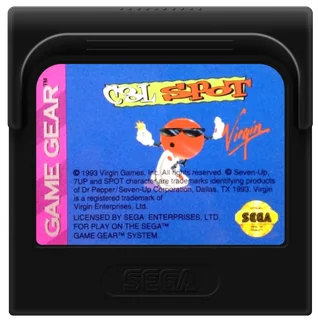 GAME GEAR™
COOL SPOT
Virgin
© 1993 Virgin Games, Inc. All rights reserved. © Seven-Up,
7UP and SPOT character are trademarks identifying products
of Dr Pepper/Seven-Up Corporation, Dallas, TX 1993. Virgin
is a registered trademark of
Virgin Enterprises, Ltd.
LICENSED BY SEGA ENTERPRISES, LTD.
FOR PLAY ON THE SEGA™
GAME GEAR™ SYSTEM.
SEGA
SEGA